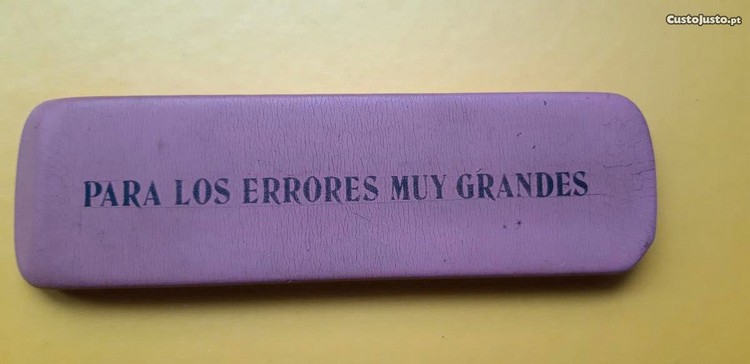 CustoJusto.pt
PARA LOS ERRORES MUY GRANDES